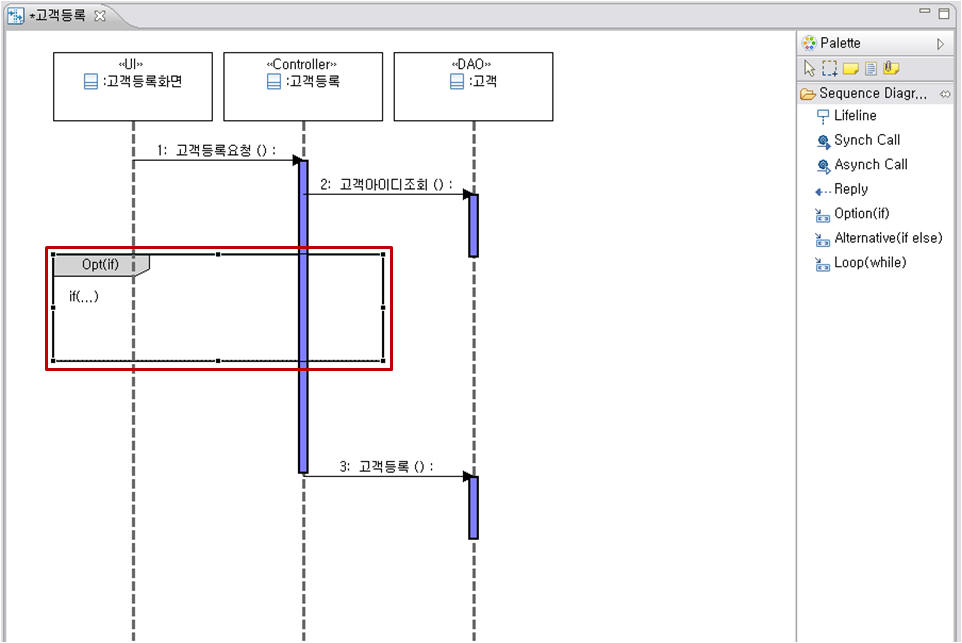 *고객등록
«UI»
:고객등록화면
«Controller»
:고객등록
«DAO»
:고객
1: 고객등록요청 ( ) :
2: 고객아이디조회 ( ) :
Opt(if)
if(...)
3: 고객등록 ( ) :
Palette
Sequence Diagr...
Lifeline
Synch Call
Asynch Call
Reply
Option(if)
Alternative(if else)
Loop(while)